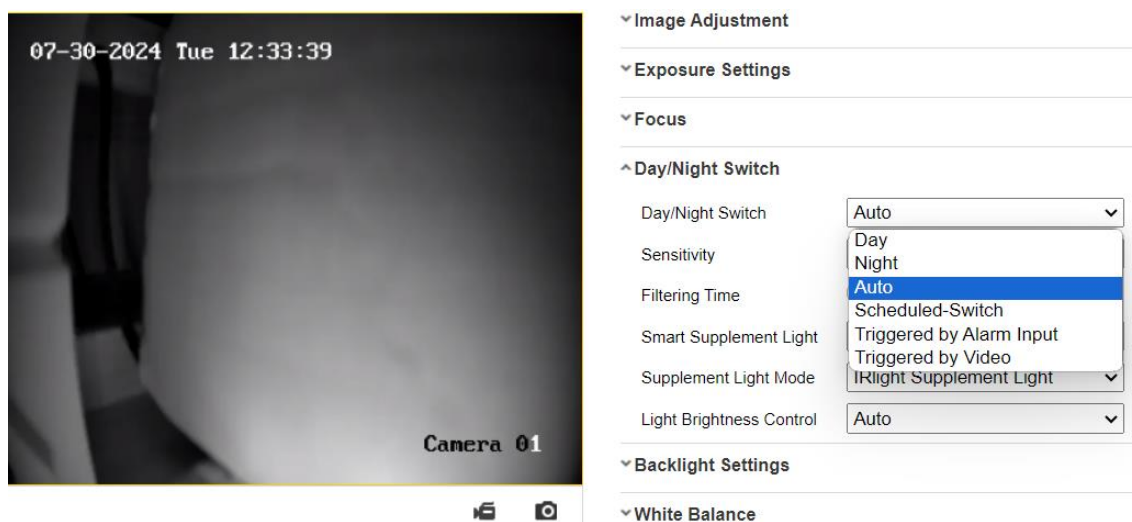 07-30-2024 Tue 12:33:39
Camera 01
Image Adjustment
Exposure Settings
Focus
Day/Night Switch
Day/Night Switch Auto
Day
Sensitivity
Night
Auto
Filtering Time
Scheduled-Switch
Smart Supplement Light
Triggered by Alarm Input
Triggered by Video
Supplement Light Mode IRlight Supplement Light
Light Brightness Control Auto
Backlight Settings
White Balance